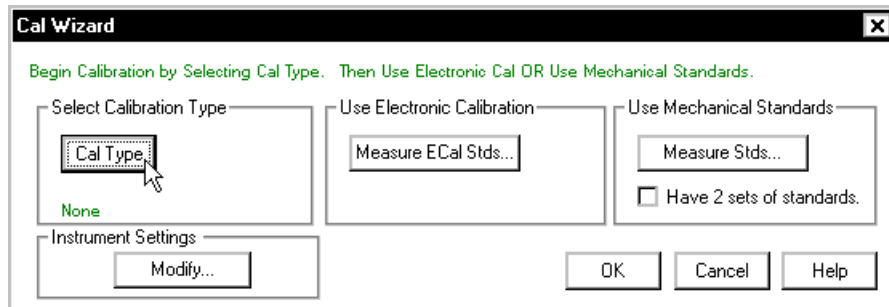 Cal Wizard
Begin Calibration by Selecting Cal Type. Then Use Electronic Cal OR Use Mechanical Standards.
Select Calibration Type
Cal Type
None
Use Electronic Calibration
Measure ECal Stds...
Use Mechanical Standards
Measure Stds...
Have 2 sets of standards.
Instrument Settings
Modify...
OK
Cancel
Help